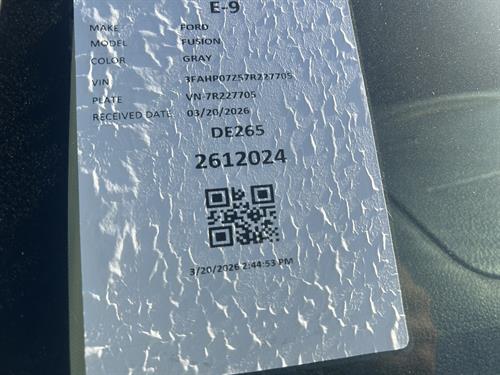 E-9
MAKE FORD
MODEL FUSION
COLOR GRAY
VIN 3FAHP07Z57R227705
PLATE VN-7R227705
RECEIVED DATE 03/20/2026
DE265
2612024
3/20/2026 2:44:53 PM